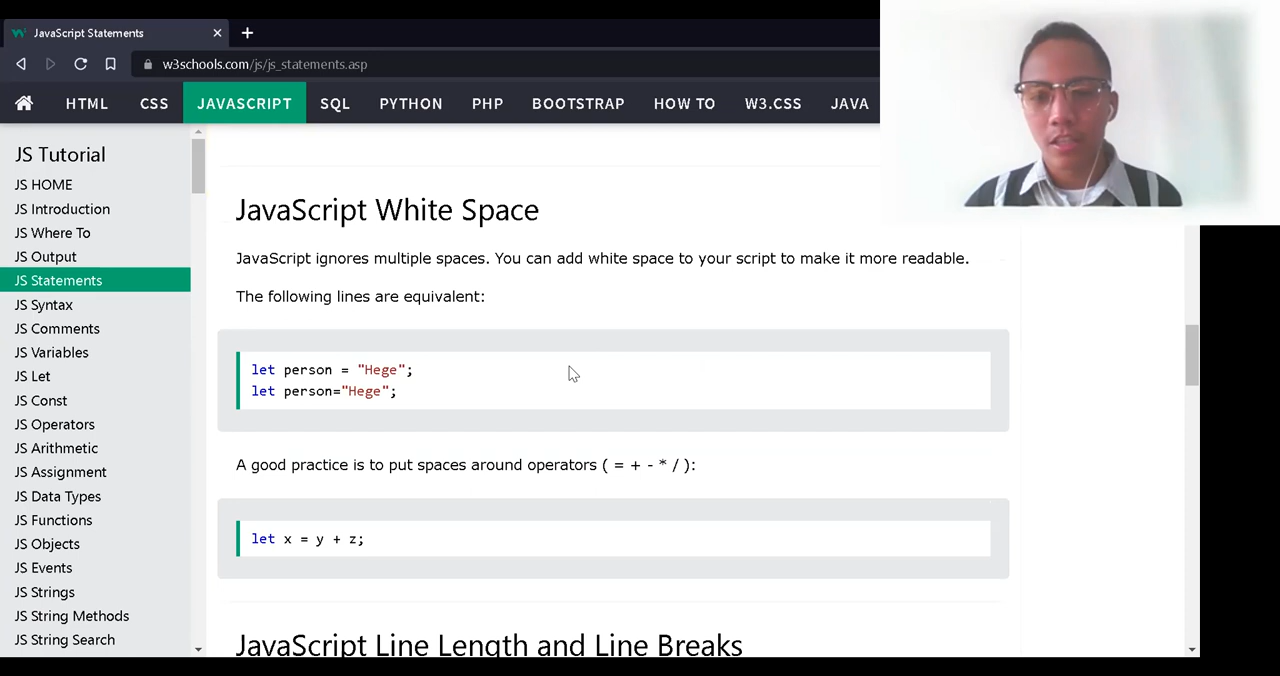 JavaScript Statements
w3schools.com/js/js_statements.asp
HTML CSS JAVASCRIPT SQL PYTHON PHP BOOTSTRAP HOW TO W3.CSS JAVA
JS Tutorial
JS HOME
JS Introduction
JS Where To
JS Output
JS Statements
JS Syntax
JS Comments
JS Variables
JS Let
JS Const
JS Operators
JS Arithmetic
JS Assignment
JS Data Types
JS Functions
JS Objects
JS Events
JS Strings
JS String Methods
JS String Search
JavaScript White Space
JavaScript ignores multiple spaces. You can add white space to your script to make it more readable.
The following lines are equivalent:
let person = "Hege";
let person="Hege";
A good practice is to put spaces around operators ( = + - * / ):
let x = y + z;
JavaScript Line Length and Line Breaks